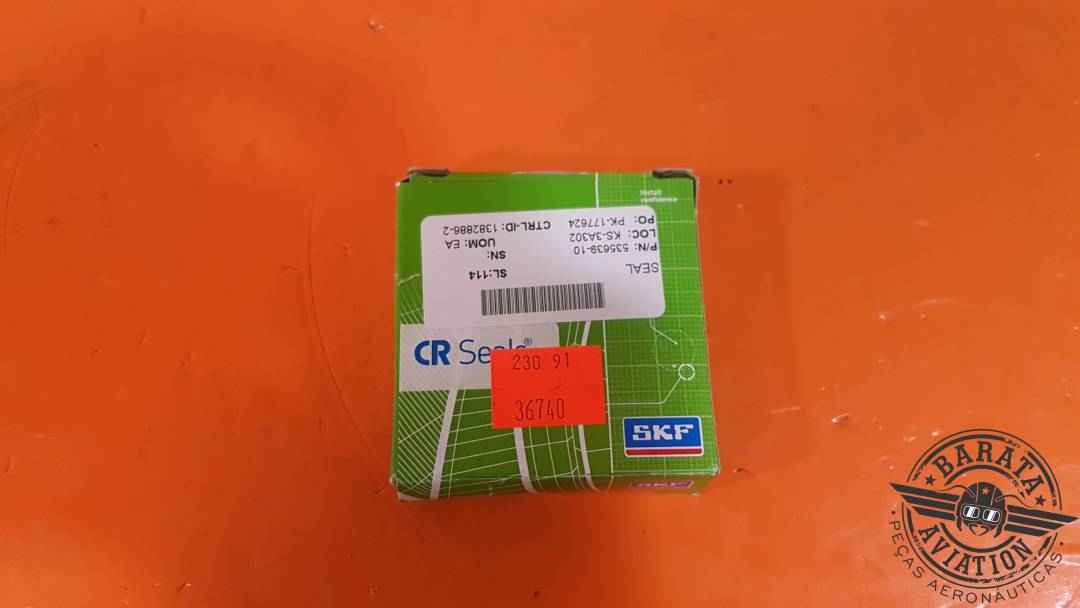 Install
confidence
SEAL
P/N: 535639-10
LOC: KS-3A302
PO: PK-177624
SL:114
SN:
UOM: EA
CTRL-ID: 1382886-2
CR Seals®
230 91
36740
SKF
SKF
BARATA
AVIATION
PEÇAS AERONÁUTICAS